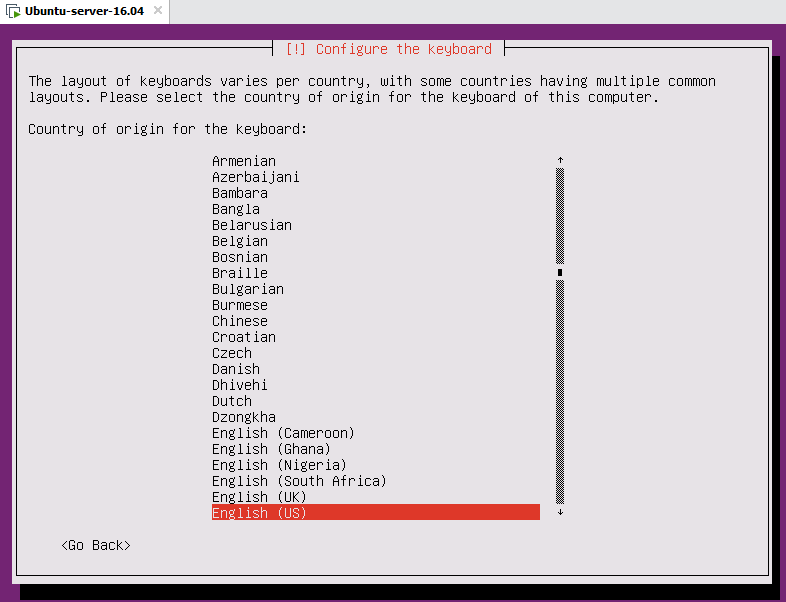 Ubuntu-server-16.04
[!] Configure the keyboard
The layout of keyboards varies per country, with some countries having multiple common
layouts. Please select the country of origin for the keyboard of this computer.
Country of origin for the keyboard:
Armenian
Azerbaijani
Bambara
Bangla
Belarusian
Belgian
Bosnian
Braille
Bulgarian
Burmese
Chinese
Croatian
Czech
Danish
Dhivehi
Dutch
Dzongkha
English (Cameroon)
English (Ghana)
English (Nigeria)
English (South Africa)
English (UK)
English (US)
<Go Back>